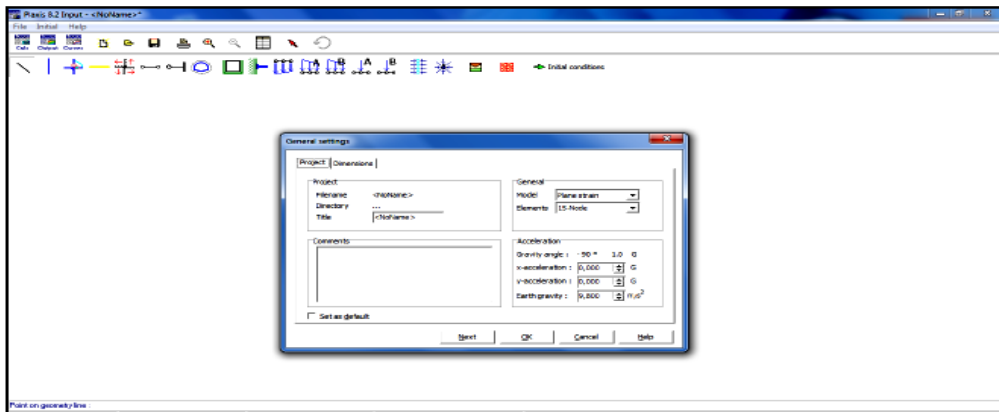 Plaxis 8.2 Input - <NoName>*
File Initial Help
Calc Output Curves
A B A B Initial conditions
General settings
Project Dimensions
Project
Filename <NoName>
Directory ...
Title <NoName>
General
Model Plane strain
Elements 15-Node
Comments
Acceleration
Gravity angle : - 90 ° 1.0 G
x-acceleration : 0,000 G
y-acceleration : 0,000 G
Earth gravity : 9,800 m/s²
Set as default
Next OK Cancel Help
Point on geometry line :